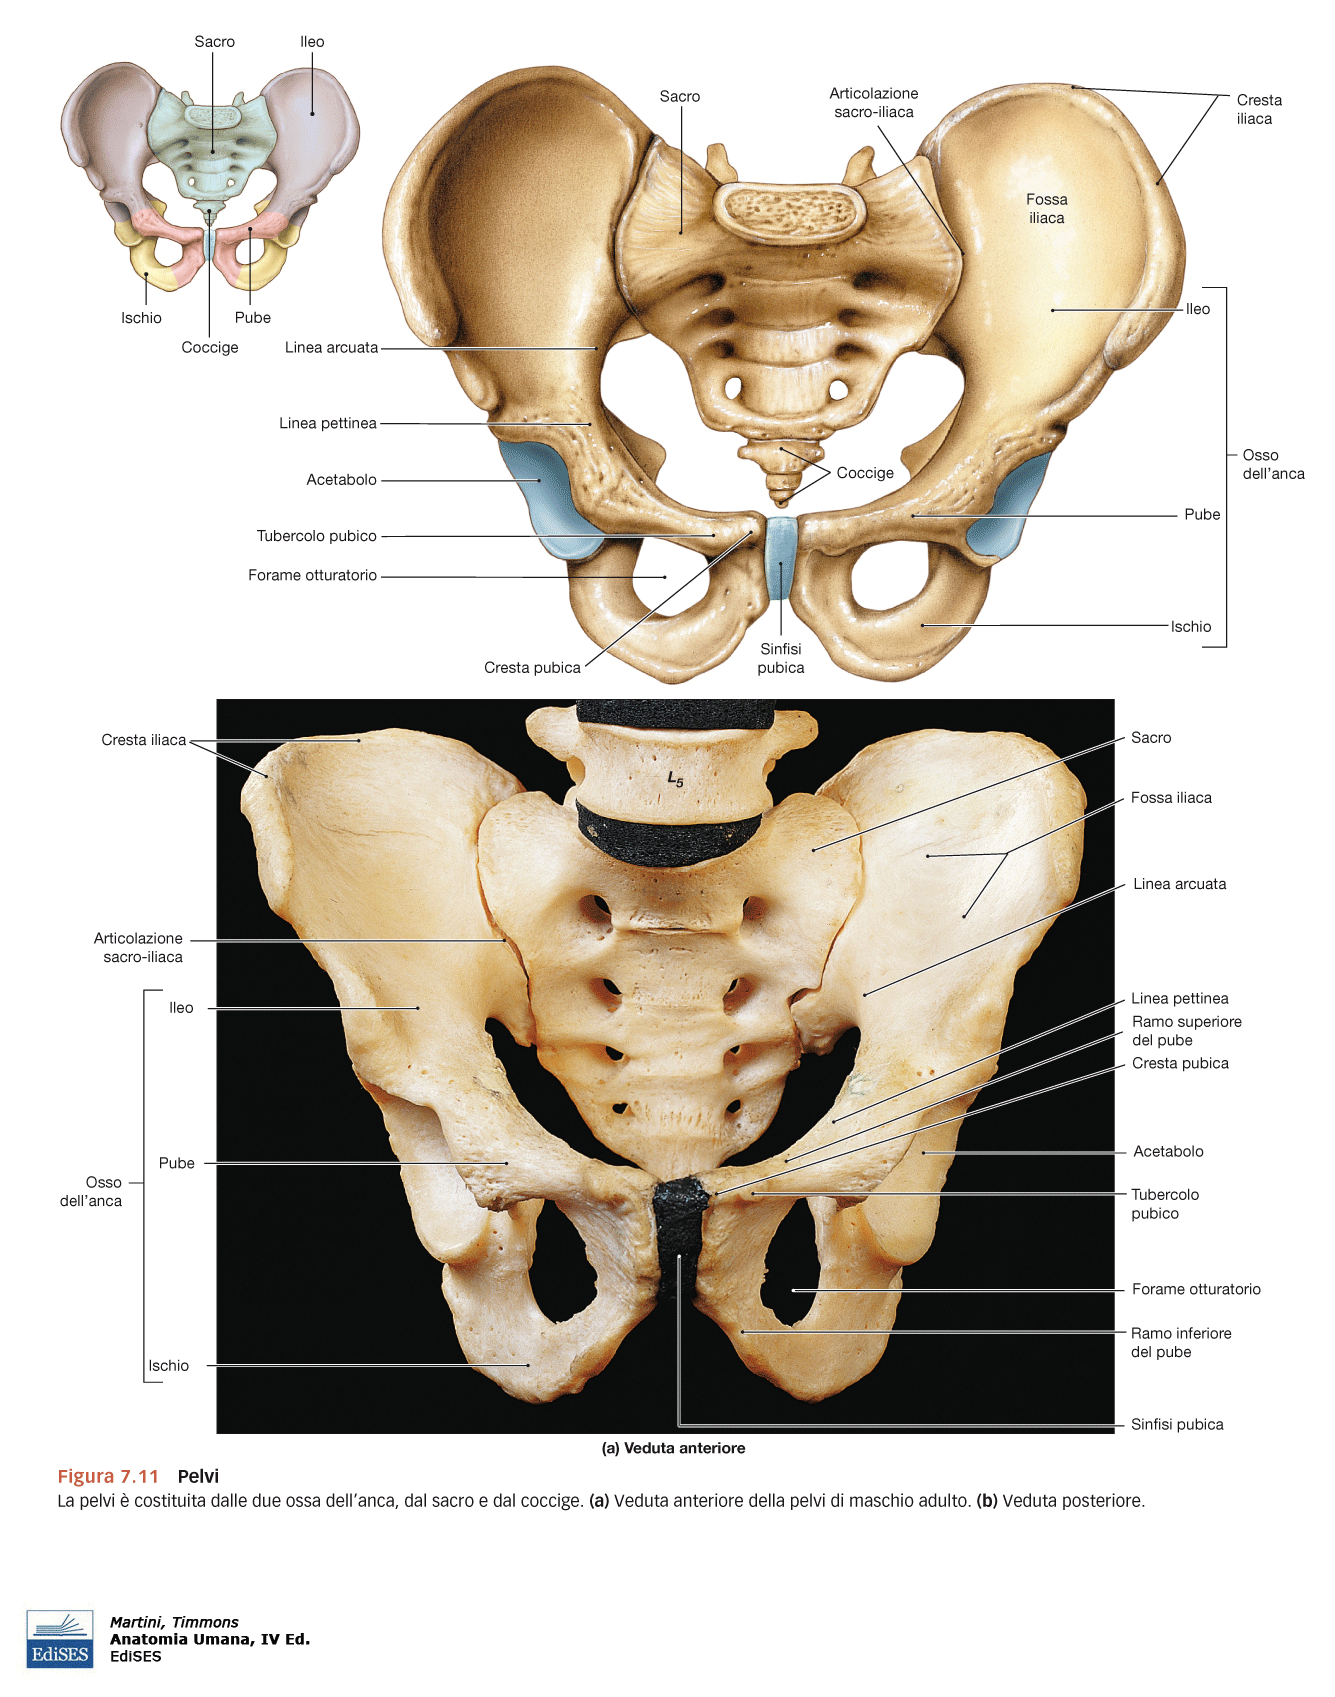 Sacro
Ileo
Ischio
Pube
Coccige
Sacro
Articolazione
sacro-iliaca
Cresta
iliaca
Fossa
iliaca
Ileo
Linea arcuata
Linea pettinea
Acetabolo
Coccige
Osso
dell'anca
Pube
Tubercolo pubico
Forame otturatorio
Ischio
Cresta pubica
Sinfisi
pubica
Cresta iliaca
L5
Sacro
Fossa iliaca
Linea arcuata
Articolazione
sacro-iliaca
Ileo
Linea pettinea
Ramo superiore
del pube
Cresta pubica
Acetabolo
Pube
Osso
dell'anca
Tubercolo
pubico
Forame otturatorio
Ramo inferiore
del pube
Ischio
Sinfisi pubica
(a) Veduta anteriore
Figura 7.11 Pelvi
La pelvi è costituita dalle due ossa dell'anca, dal sacro e dal coccige. (a) Veduta anteriore della pelvi di maschio adulto. (b) Veduta posteriore.
EdiSES
Martini, Timmons
Anatomia Umana, IV Ed.
EdiSES